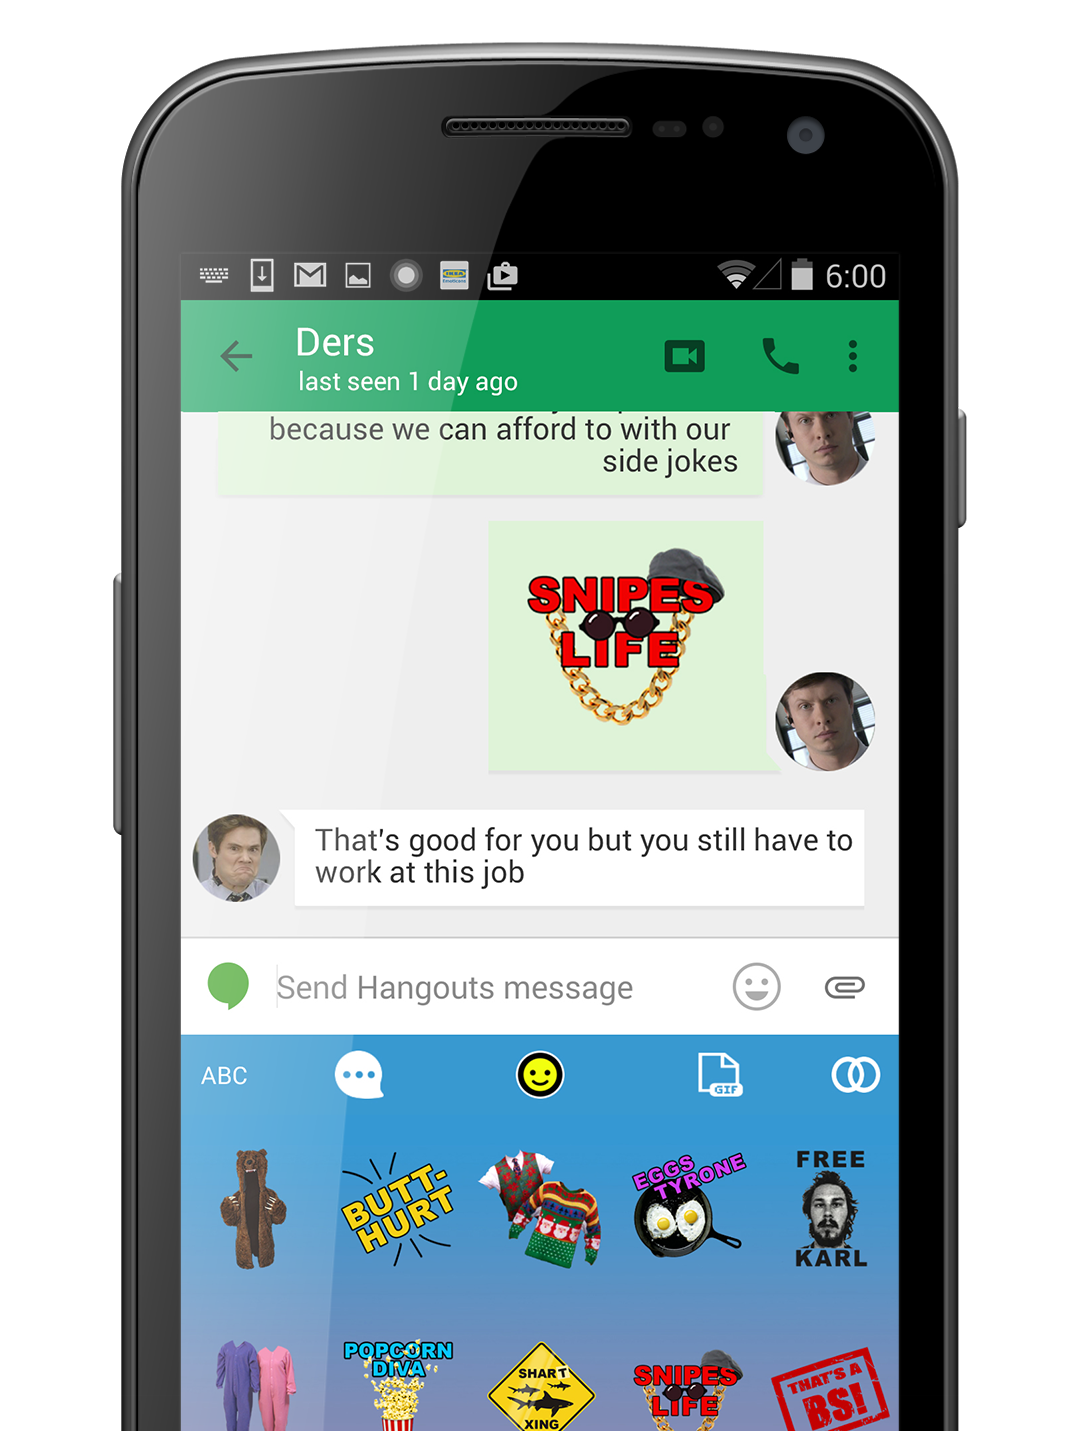 6:00
Ders
last seen 1 day ago
because we can afford to with our
side jokes
SNIPES
LIFE
That's good for you but you still have to
work at this job
Send Hangouts message
ABC
GIF
BUTT-
HURT
EGGS
TYRONE
FREE
KARL
POPCORN
DIVA
SHART
XING
SNIPES
LIFE
THAT'S A
BS!